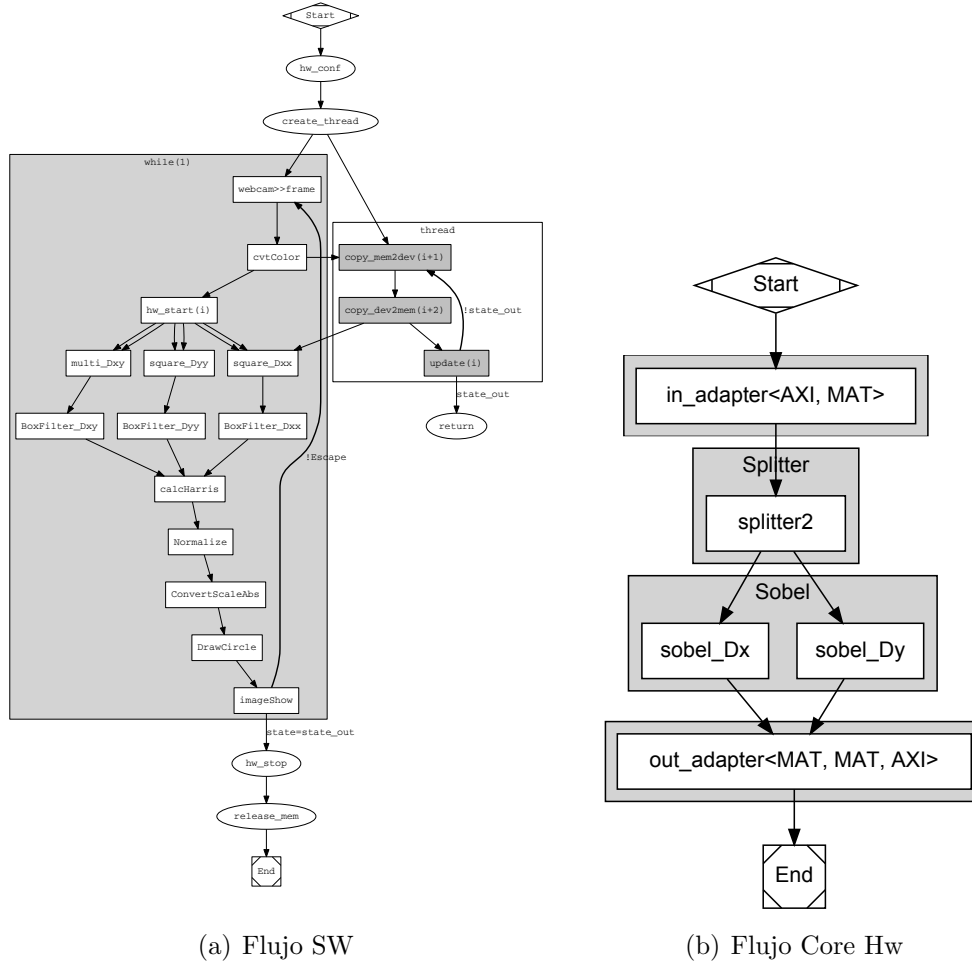 Start
hw_conf
create_thread
while(1)
webcam>>frame
thread
cvtColor
copy_mem2dev(i+1)
hw_start(i)
copy_dev2mem(i+2)
!state_out
multi_Dxy
square_Dyy
square_Dxx
update(i)
state_out
BoxFilter_Dxy
BoxFilter_Dyy
BoxFilter_Dxx
return
!Escape
calcHarris
Normalize
ConvertScaleAbs
DrawCircle
imageShow
state=state_out
hw_stop
release_mem
End
(a) Flujo SW
Start
in_adapter<AXI, MAT>
Splitter
splitter2
Sobel
sobel_Dx
sobel_Dy
out_adapter<MAT, MAT, AXI>
End
(b) Flujo Core Hw